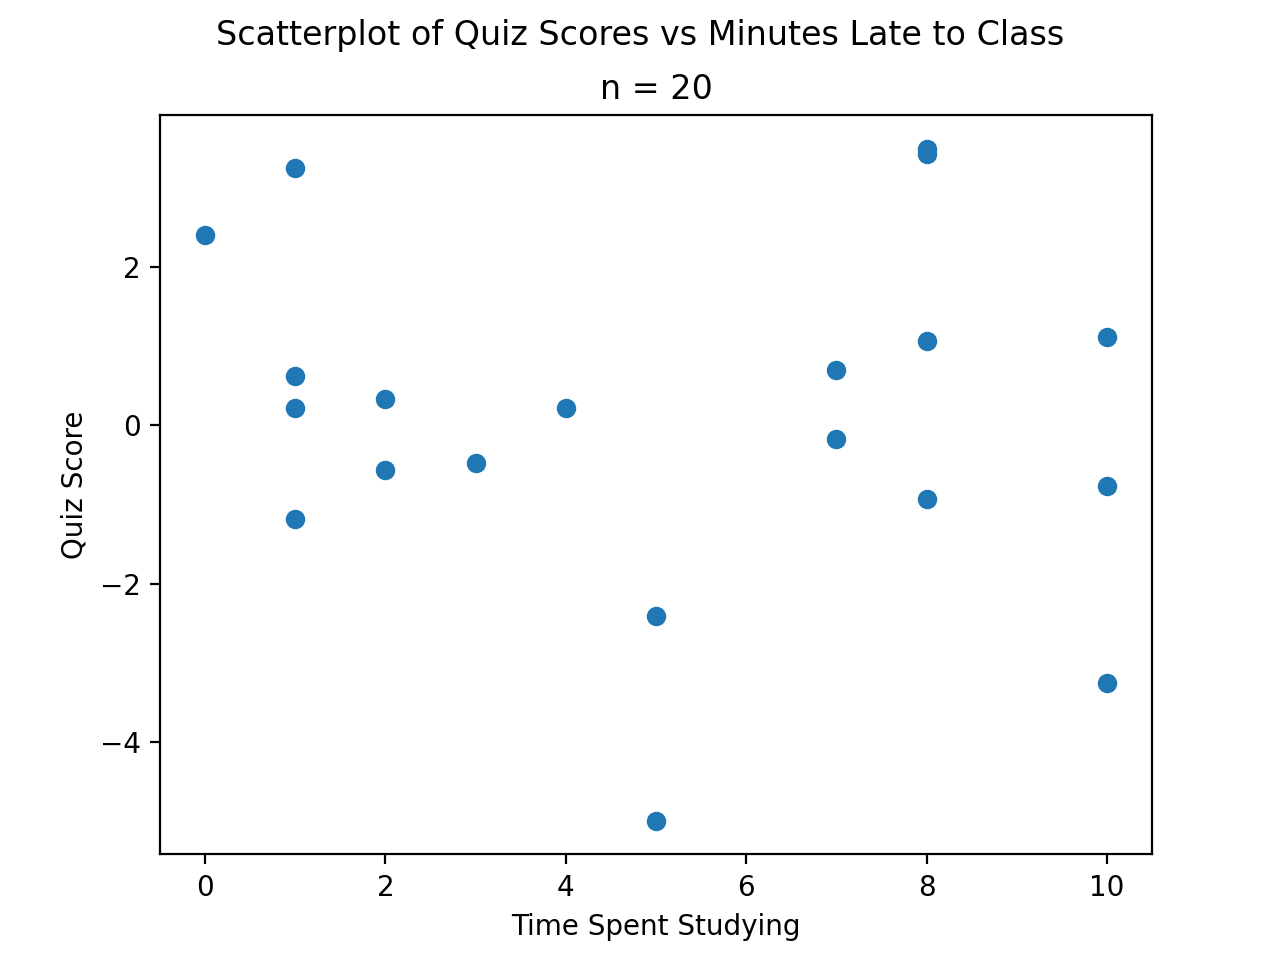 Scatterplot of Quiz Scores vs Minutes Late to Class
n = 20
2
0
−2
−4
Quiz Score
0 2 4 6 8 10
Time Spent Studying